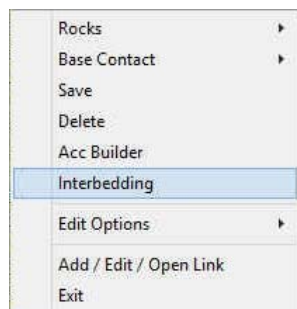 Rocks
Base Contact
Save
Delete
Acc Builder
Interbedding
Edit Options
Add / Edit / Open Link
Exit